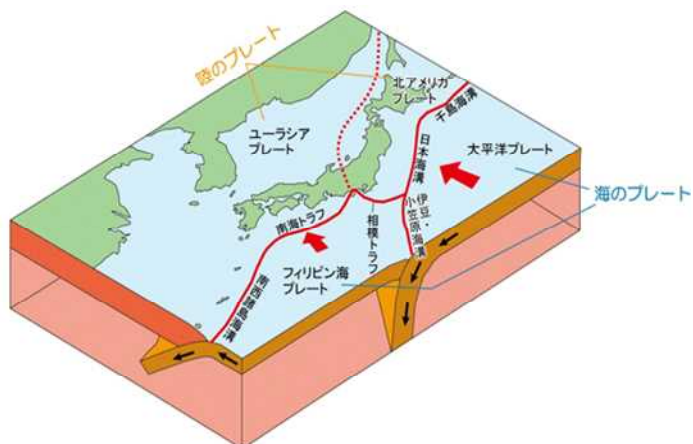 陸のプレート
北アメリカ
プレート
千島海溝
ユーラシア
プレート
日本海溝
太平洋プレート
海のプレート
伊豆・
小笠原海溝
南海トラフ
相模トラフ
フィリピン海
プレート
南西諸島海溝